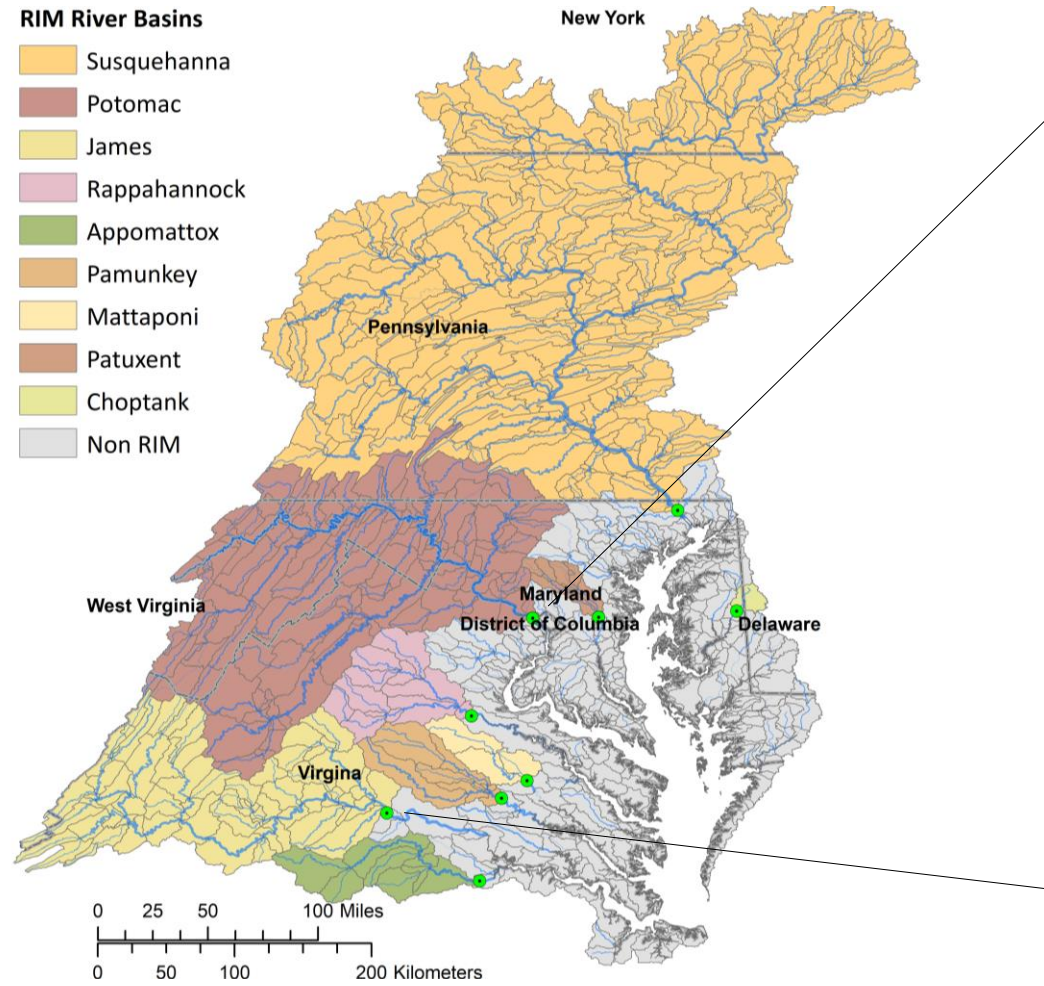 RIM River Basins
Susquehanna
Potomac
James
Rappahannock
Appomattox
Pamunkey
Mattaponi
Patuxent
Choptank
Non RIM
New York
Pennsylvania
West Virginia
Maryland
District of Columbia
Delaware
Virgina
0 25 50 100 Miles
0 50 100 200 Kilometers